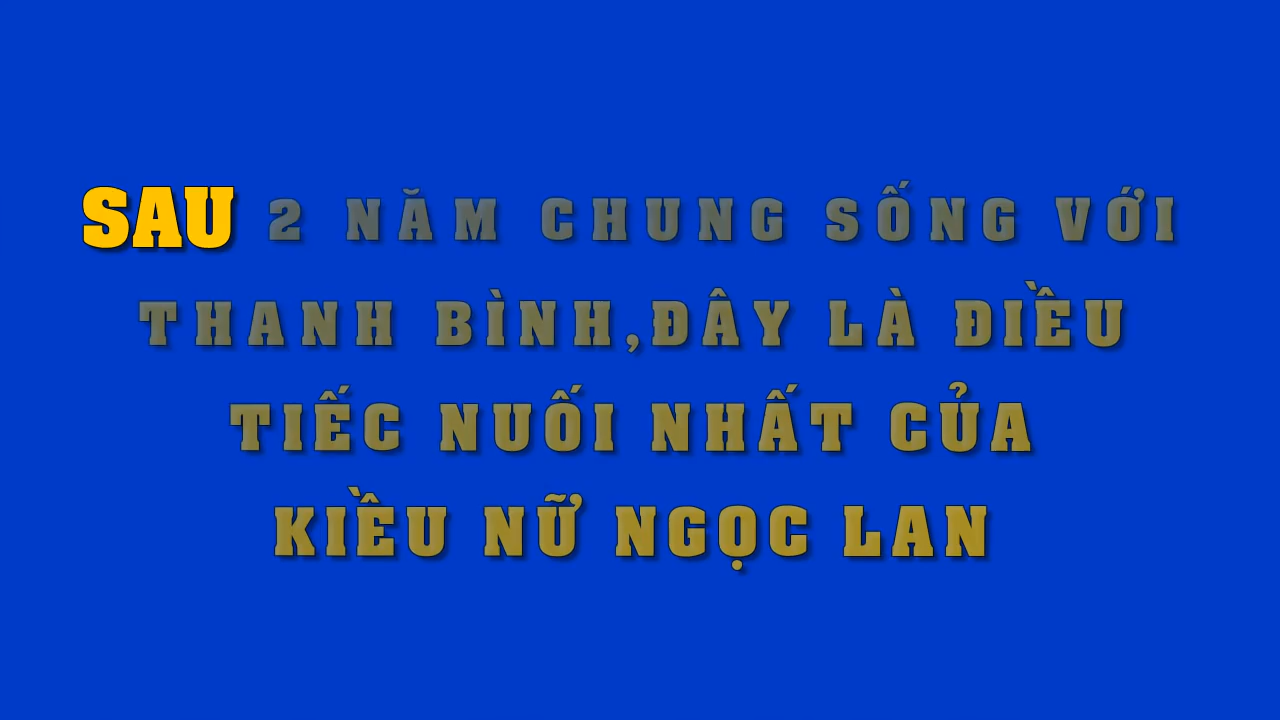 SAU 2 NĂM CHUNG SỐNG VỚI
THANH BÌNH,ĐÂY LÀ ĐIỀU
TIẾC NUỐI NHẤT CỦA
KIỀU NỮ NGỌC LAN